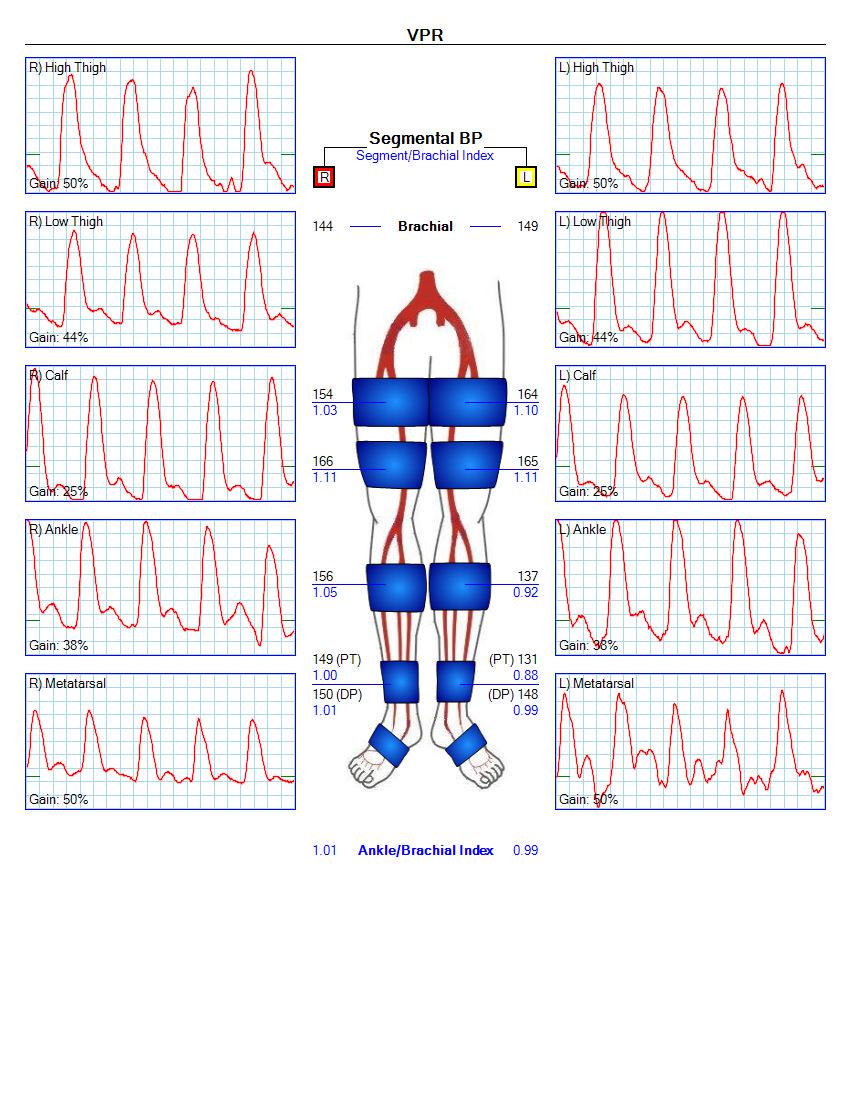 VPR
R) High Thigh
Gain: 50%
L) High Thigh
Gain: 50%
Segmental BP
Segment/Brachial Index
R
L
144 Brachial 149
R) Low Thigh
Gain: 44%
L) Low Thigh
Gain: 44%
R) Calf
Gain: 25%
L) Calf
Gain: 25%
154 164
1.03 1.10
166 165
1.11 1.11
R) Ankle
Gain: 38%
L) Ankle
Gain: 38%
156 137
1.05 0.92
149 (PT) (PT) 131
1.00 0.88
150 (DP) (DP) 148
1.01 0.99
R) Metatarsal
Gain: 50%
L) Metatarsal
Gain: 50%
1.01 Ankle/Brachial Index 0.99